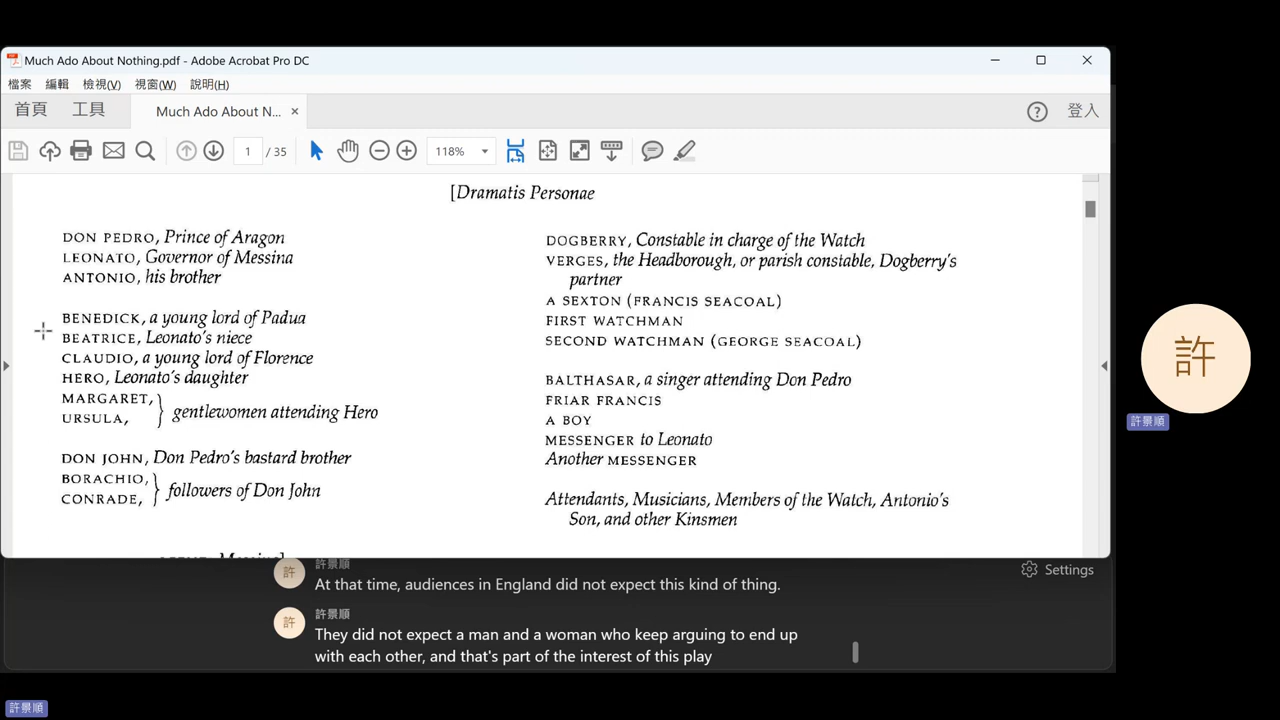 Much Ado About Nothing.pdf - Adobe Acrobat Pro DC
檔案 編輯 檢視(V) 視窗(W) 說明(H)
首頁 工具 Much Ado About N... × 登入
1 / 35 118%
[Dramatis Personae
DON PEDRO, Prince of Aragon
LEONATO, Governor of Messina
ANTONIO, his brother
BENEDICK, a young lord of Padua
BEATRICE, Leonato's niece
CLAUDIO, a young lord of Florence
HERO, Leonato's daughter
MARGARET,
URSULA,
} gentlewomen attending Hero
DON JOHN, Don Pedro's bastard brother
BORACHIO,
CONRADE,
} followers of Don John
DOGBERRY, Constable in charge of the Watch
VERGES, the Headborough, or parish constable, Dogberry's
partner
A SEXTON (FRANCIS SEACOAL)
FIRST WATCHMAN
SECOND WATCHMAN (GEORGE SEACOAL)
BALTHASAR, a singer attending Don Pedro
FRIAR FRANCIS
A BOY
MESSENGER to Leonato
Another MESSENGER
Attendants, Musicians, Members of the Watch, Antonio's
Son, and other Kinsmen
Messina]
許
許景順
許
許景順
At that time, audiences in England did not expect this kind of thing.
Settings
許
許景順
They did not expect a man and a woman who keep arguing to end up
with each other, and that's part of the interest of this play
許景順